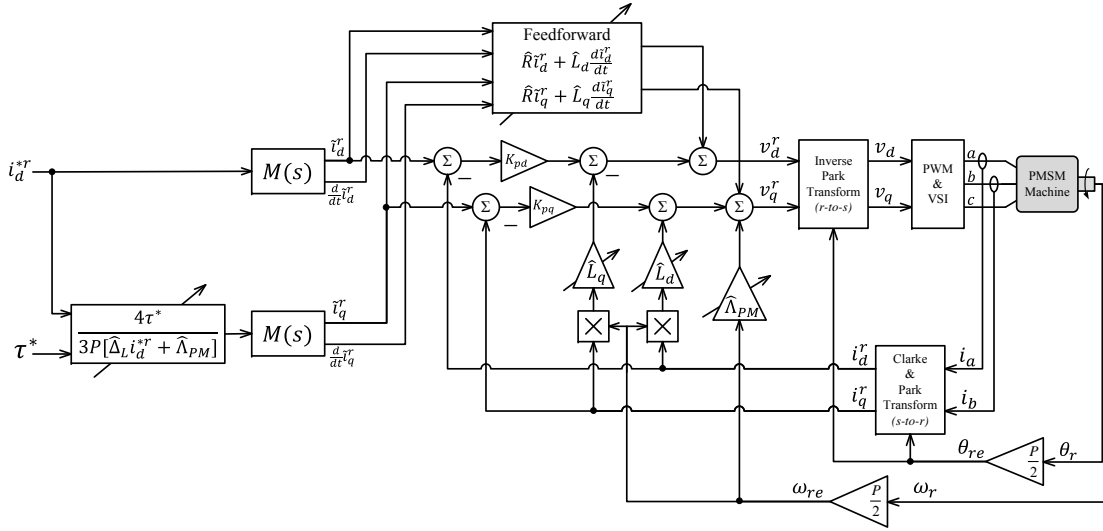 Feedforward
R̂ĩ_d^r + L̂_d dĩ_d^r/dt
R̂ĩ_q^r + L̂_q dĩ_q^r/dt
i_d^{*r}
M(s)
ĩ_d^r
d/dt ĩ_d^r
Σ
−
K_pd
Σ
−
Σ
v_d^r
Σ
−
K_pq
Σ
Σ
v_q^r
Inverse
Park
Transform
(r-to-s)
v_d
v_q
PWM
&
VSI
a
b
c
PMSM
Machine
L̂_q
L̂_d
Λ̂_PM
×
×
τ*
4τ*
3P[Δ̂_L i_d^{*r} + Λ̂_PM]
M(s)
ĩ_q^r
d/dt ĩ_q^r
i_d^r
i_q^r
Clarke
&
Park
Transform
(s-to-r)
i_a
i_b
θ_re
P/2
θ_r
ω_re
P/2
ω_r